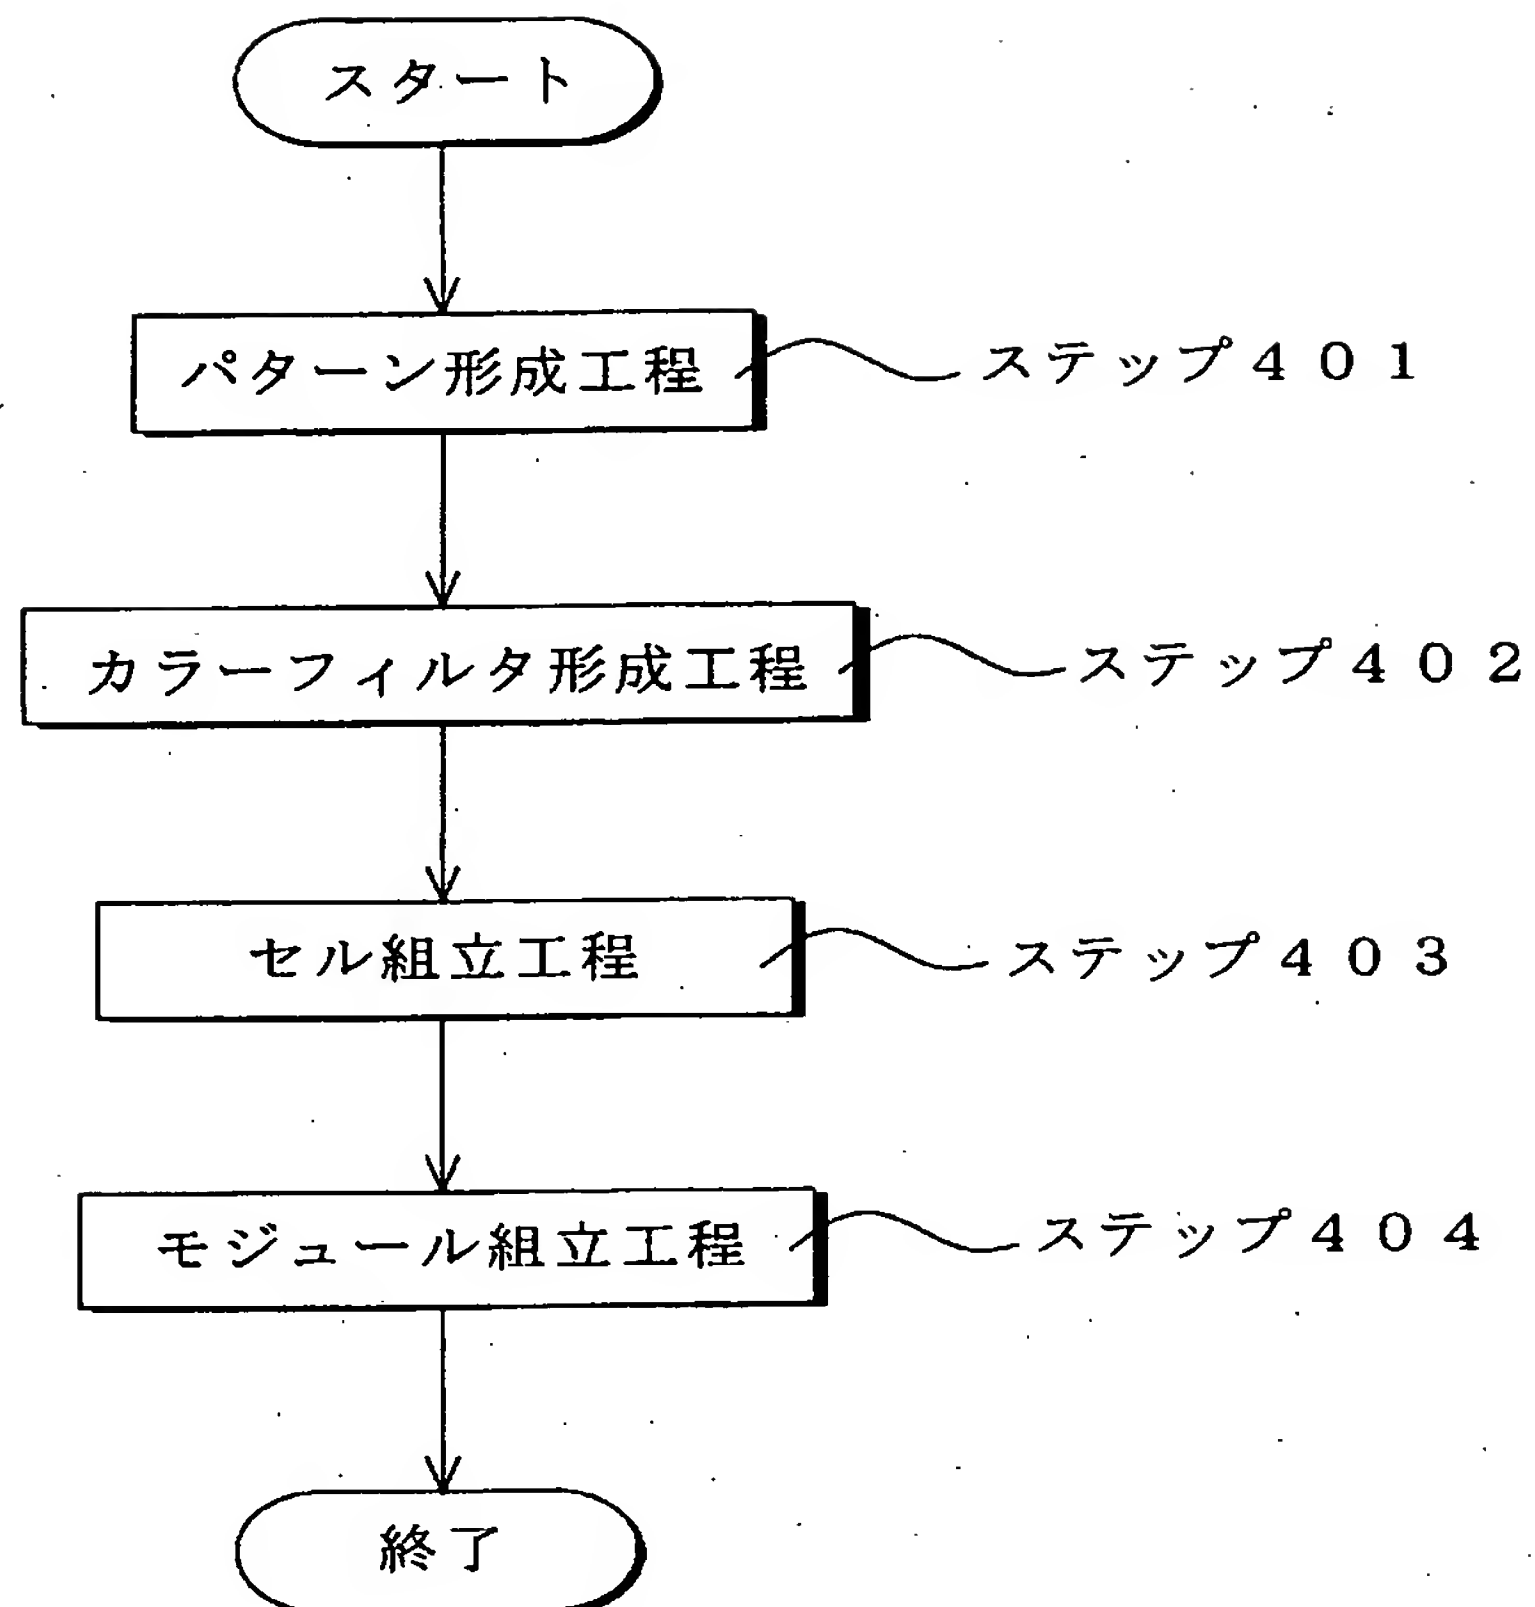 スタート
パターン形成工程
ステップ401
カラーフィルタ形成工程
ステップ402
セル組立工程
ステップ403
モジュール組立工程
ステップ404
終了